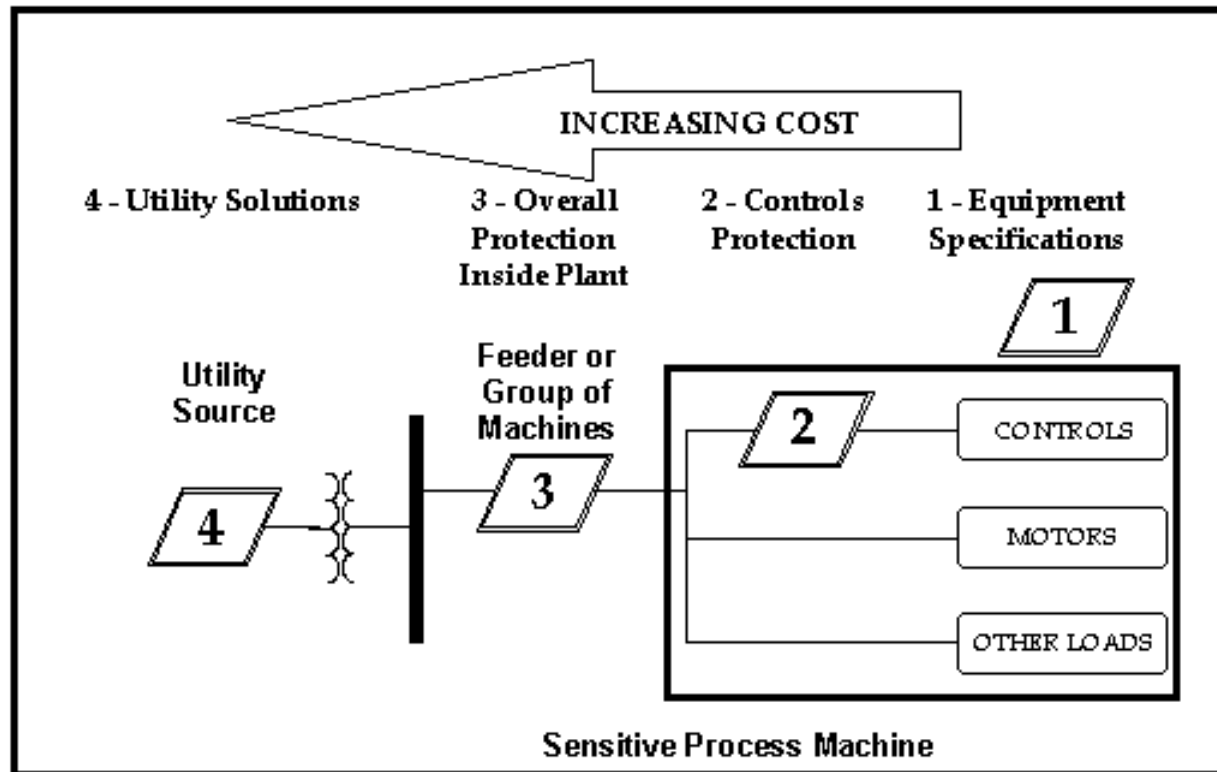 INCREASING COST
4 - Utility Solutions
3 - Overall
Protection
Inside Plant
2 - Controls
Protection
1 - Equipment
Specifications
1
Utility
Source
Feeder or
Group of
Machines
2
CONTROLS
3
4
MOTORS
OTHER LOADS
Sensitive Process Machine